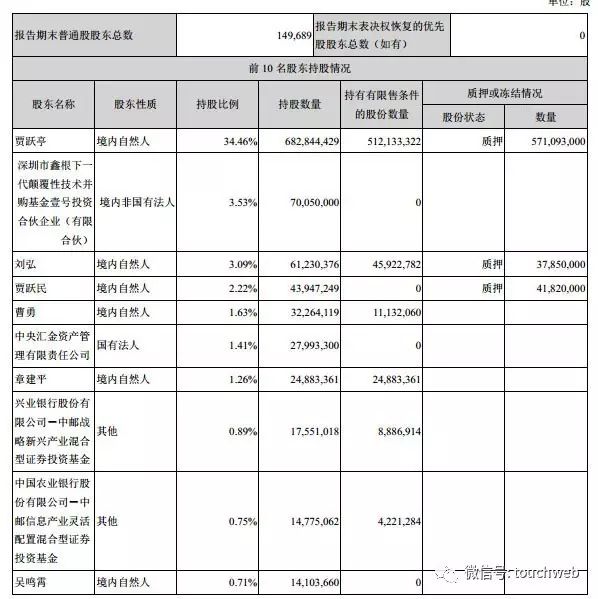 单位：股
报告期末普通股股东总数 149,689 报告期末表决权恢复的优先
股股东总数（如有） 0
前 10 名股东持股情况
股东名称 股东性质 持股比例 持股数量 持有有限售条件
的股份数量 质押或冻结情况
股份状态 数量
贾跃亭 境内自然人 34.46% 682,844,429 512,133,322 质押 571,093,000
深圳市鑫根下一
代颠覆性技术并
购基金壹号投资
合伙企业（有限
合伙） 境内非国有法人 3.53% 70,050,000 0
刘弘 境内自然人 3.09% 61,230,376 45,922,782 质押 37,850,000
贾跃民 境内自然人 2.22% 43,947,249 0 质押 41,820,000
曹勇 境内自然人 1.63% 32,264,119 11,132,060
中央汇金资产管
理有限责任公司 国有法人 1.41% 27,993,300 0
章建平 境内自然人 1.26% 24,883,361 24,883,361
兴业银行股份有
限公司－中邮战
略新兴产业混合
型证券投资基金 其他 0.89% 17,551,018 8,886,914
中国农业银行股
份有限公司－中
邮信息产业灵活
配置混合型证券
投资基金 其他 0.75% 14,775,062 4,221,284
吴鸣霄 境内自然人 0.71% 14,103,660 0
微信号: touchweb